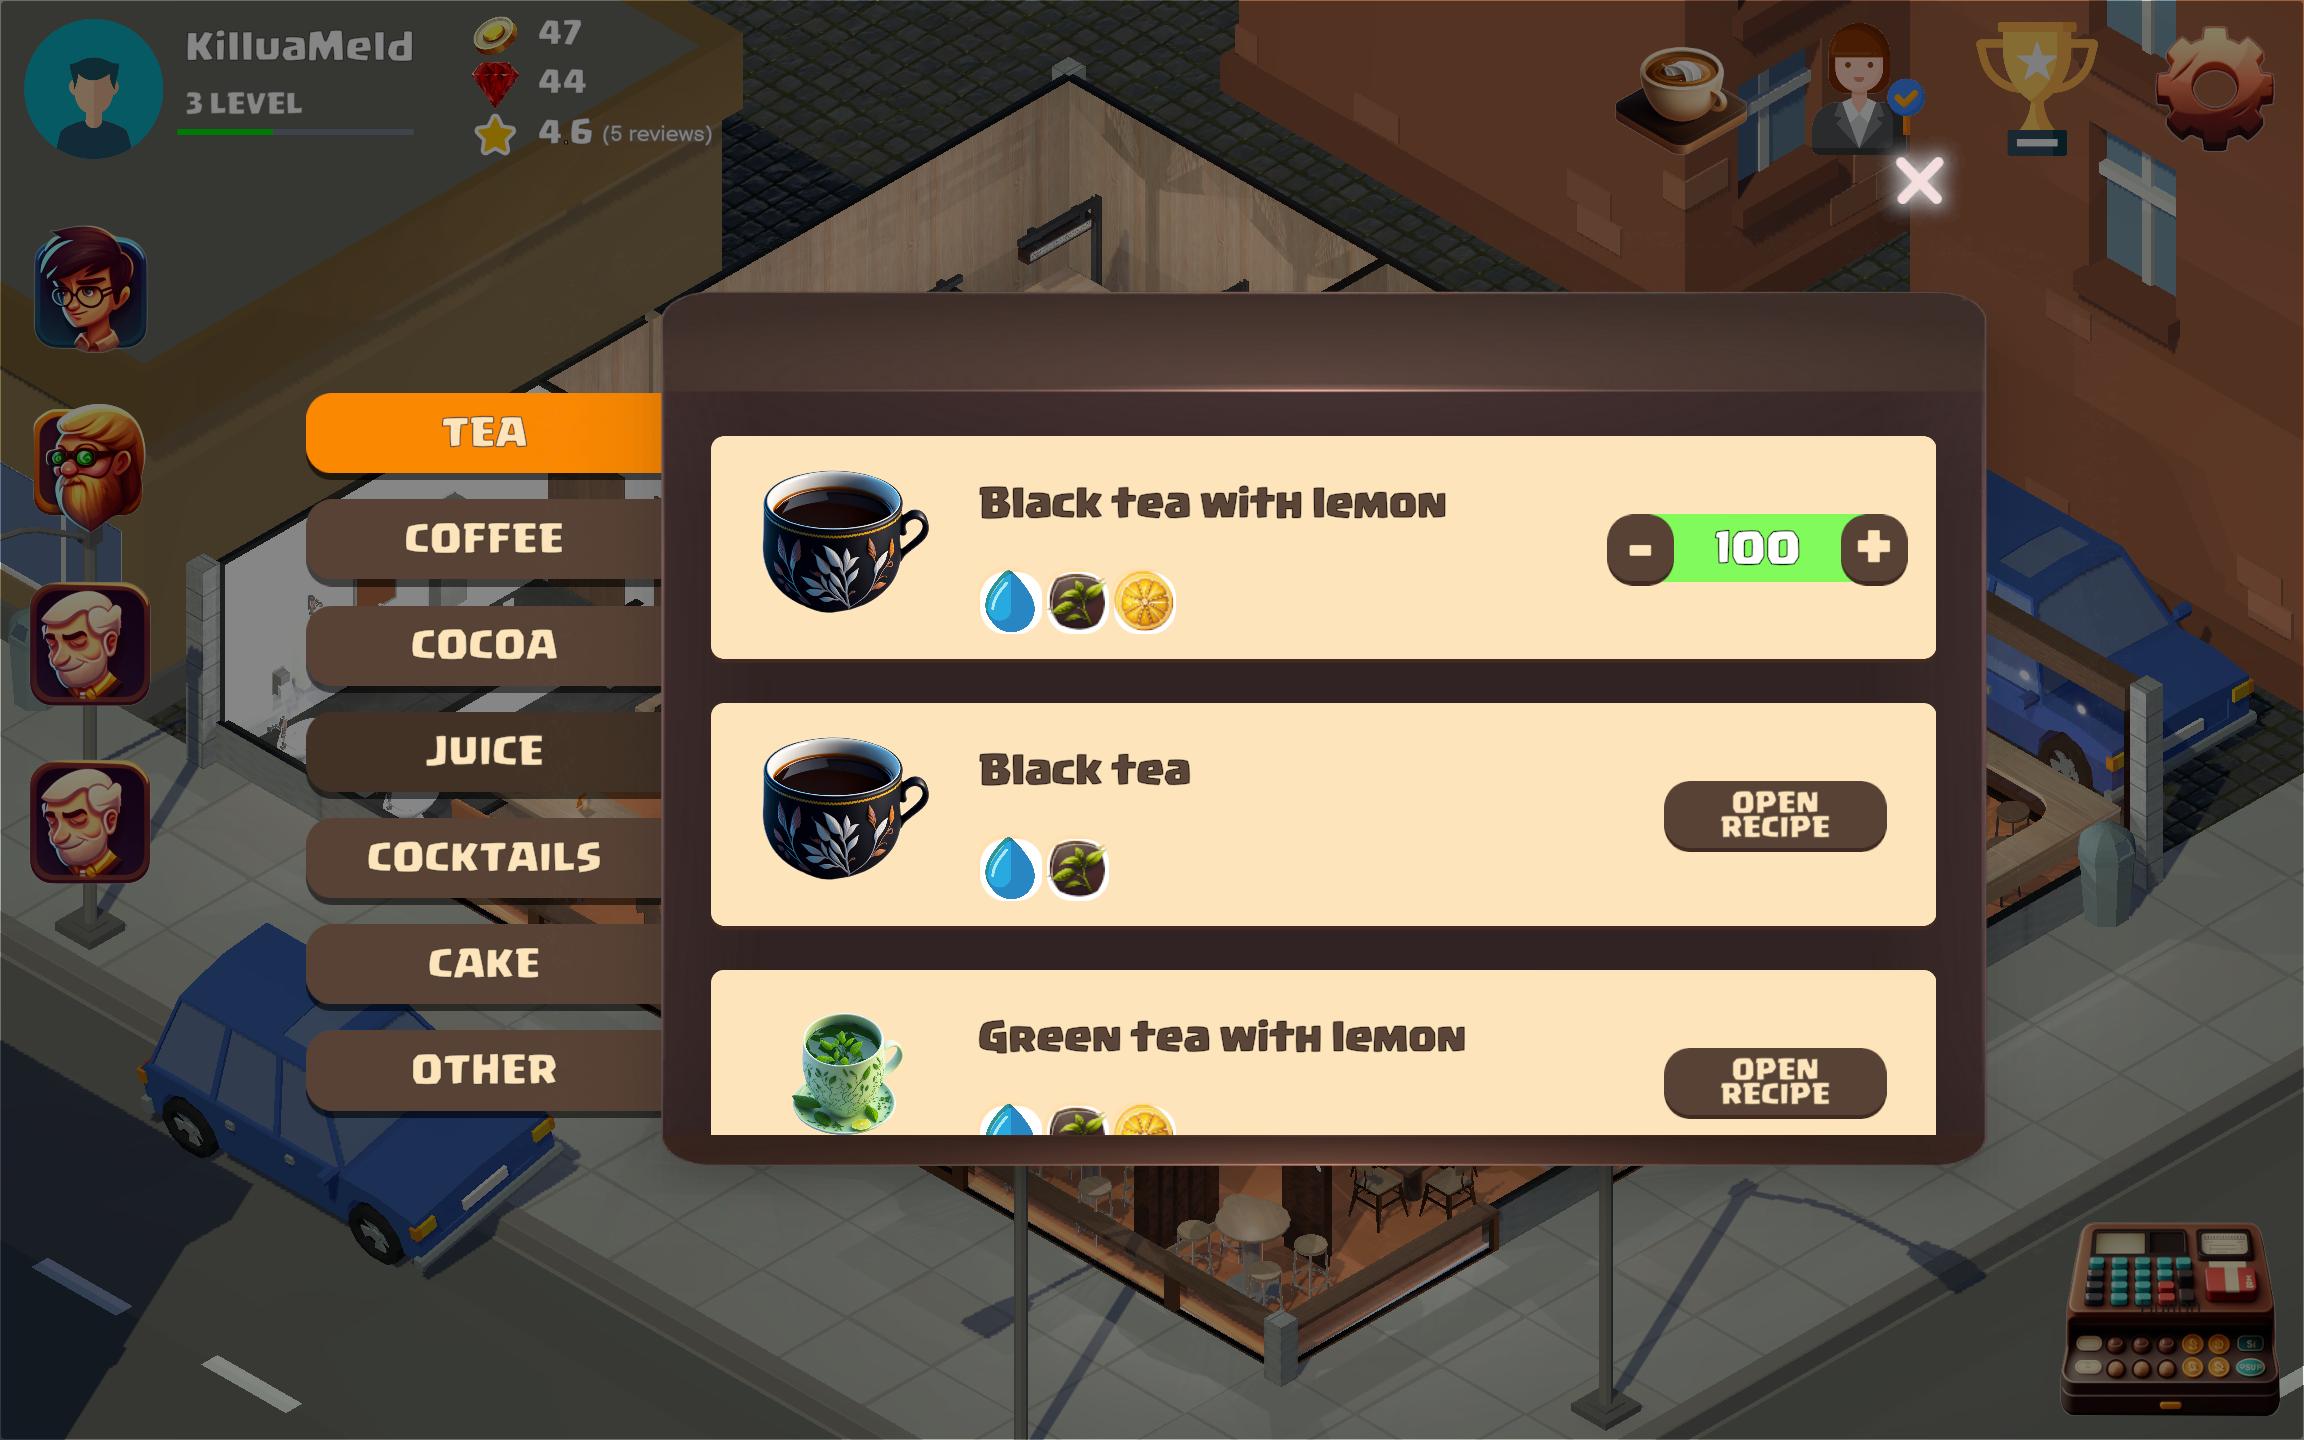 KilluaMeld
3 LEVEL
47
44
4.6 (5 reviews)
TEA
COFFEE
COCOA
JUICE
COCKTAILS
CAKE
OTHER
Black tea with lemon
- 100 +
Black tea
OPEN
RECIPE
Green tea with lemon
OPEN
RECIPE